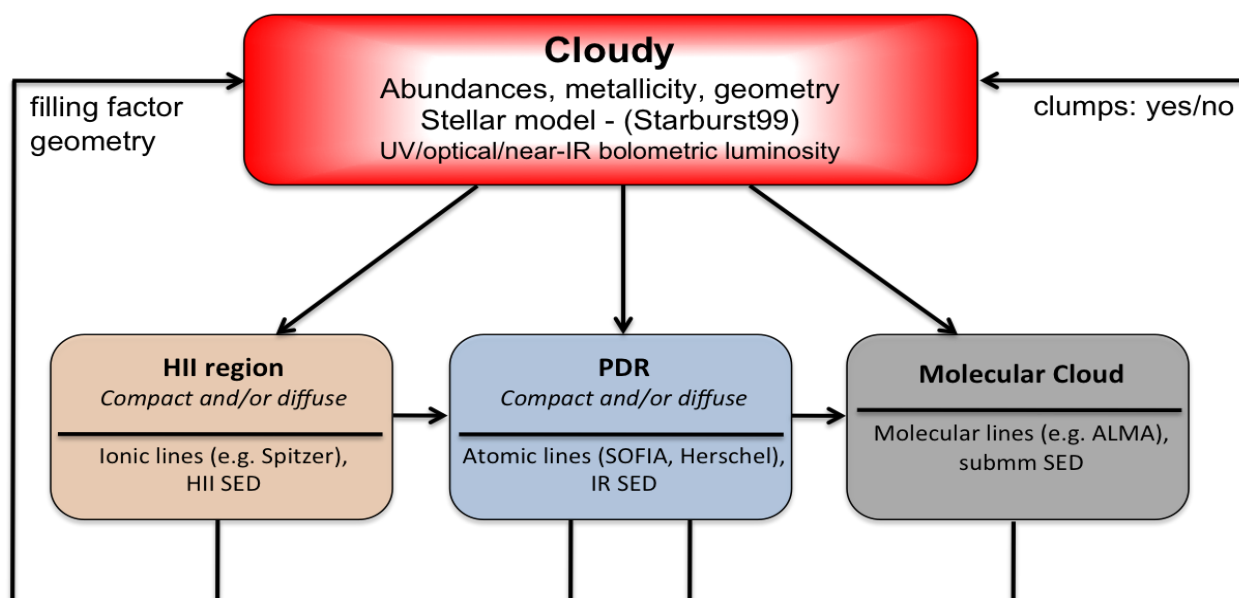 Cloudy
Abundances, metallicity, geometry
Stellar model - (Starburst99)
UV/optical/near-IR bolometric luminosity
filling factor
geometry
clumps: yes/no
HII region
Compact and/or diffuse
Ionic lines (e.g. Spitzer),
HII SED
PDR
Compact and/or diffuse
Atomic lines (SOFIA, Herschel),
IR SED
Molecular Cloud
Molecular lines (e.g. ALMA),
submm SED